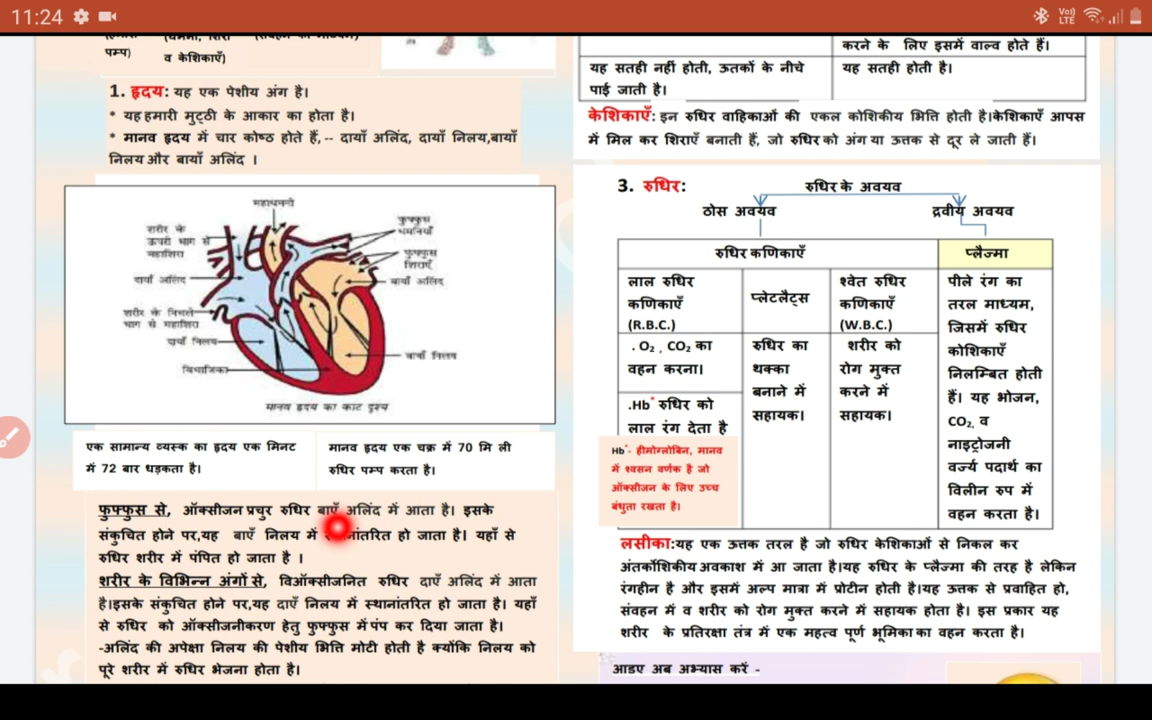 11:24
Vo)) LTE
पम्प)
व केशिकाएँ)
1. हृदय: यह एक पेशीय अंग है।
* यह हमारी मुट्ठी के आकार का होता है।
* मानव हृदय में चार कोष्ठ होते हैं,-- दायाँ अलिंद, दायाँ निलय,बायाँ
निलय और बायाँ अलिंद ।
महाधमनी
शरीर के
ऊपरी भाग से
महाशिरा
दायाँ अलिंद
शरीर के निचले
भाग से महाशिरा
दायाँ निलय
विभाजिका
फुफ्फुस
धमनियाँ
फुफ्फुस
शिराएँ
बायाँ अलिंद
बायाँ निलय
मानव हृदय का काट दृश्य
एक सामान्य व्यस्क का हृदय एक मिनट
में 72 बार धड़कता है।
मानव हृदय एक चक्र में 70 मि ली
रुधिर पम्प करता है।
फुफ्फुस से, ऑक्सीजन प्रचुर रुधिर बाएँ अलिंद में आता है। इसके
संकुचित होने पर,यह बाएँ निलय में स्थानांतरित हो जाता है। यहाँ से
रुधिर शरीर में पंपित हो जाता है ।
शरीर के विभिन्न अंगों से, विऑक्सीजनित रुधिर दाएँ अलिंद में आता
है।इसके संकुचित होने पर,यह दाएँ निलय में स्थानांतरित हो जाता है। यहाँ
से रुधिर को ऑक्सीजनीकरण हेतु फुफ्फुस में पंप कर दिया जाता है।
-अलिंद की अपेक्षा निलय की पेशीय भित्ति मोटी होती है क्योंकि निलय को
पूरे शरीर में रुधिर भेजना होता है।
करने के लिए इसमें वाल्व होते हैं।
यह सतही नहीं होती, ऊतकों के नीचे
पाई जाती है।
यह सतही होती है।
केशिकाएँ: इन रुधिर वाहिकाओं की एकल कोशिकीय भित्ति होती है।केशिकाएँ आपस
में मिल कर शिराएँ बनाती हैं, जो रुधिर को अंग या ऊत्तक से दूर ले जाती हैं।
3. रुधिर:
रुधिर के अवयव
ठोस अवयव
द्रवीय अवयव
रुधिर कणिकाएँ
प्लैज्मा
लाल रुधिर
कणिकाएँ
(R.B.C.)
प्लेटलैट्स
श्वेत रुधिर
कणिकाएँ
(W.B.C.)
. O₂ , CO₂ का
वहन करना।
.Hb* रुधिर को
लाल रंग देता है
रुधिर का
थक्का
बनाने में
सहायक।
शरीर को
रोग मुक्त
करने में
सहायक।
पीले रंग का
तरल माध्यम,
जिसमें रुधिर
कोशिकाएँ
निलम्बित होती
हैं। यह भोजन,
CO₂, व
नाइट्रोजनी
वर्ज्य पदार्थ का
विलीन रुप में
वहन करता है।
Hb*- हीमोग्लोबिन, मानव
में श्वसन वर्णक है जो
ऑक्सीजन के लिए उच्च
बंधुता रखता है।
लसीका:यह एक ऊत्तक तरल है जो रुधिर केशिकाओं से निकल कर
अंतर्कोशिकीय अवकाश में आ जाता है।यह रुधिर के प्लैज्मा की तरह है लेकिन
रंगहीन है और इसमें अल्प मात्रा में प्रोटीन होती है।यह ऊत्तक से प्रवाहित हो,
संवहन में व शरीर को रोग मुक्त करने में सहायक होता है। इस प्रकार यह
शरीर के प्रतिरक्षा तंत्र में एक महत्व पूर्ण भूमिका का वहन करता है।
आइए अब अभ्यास करें -